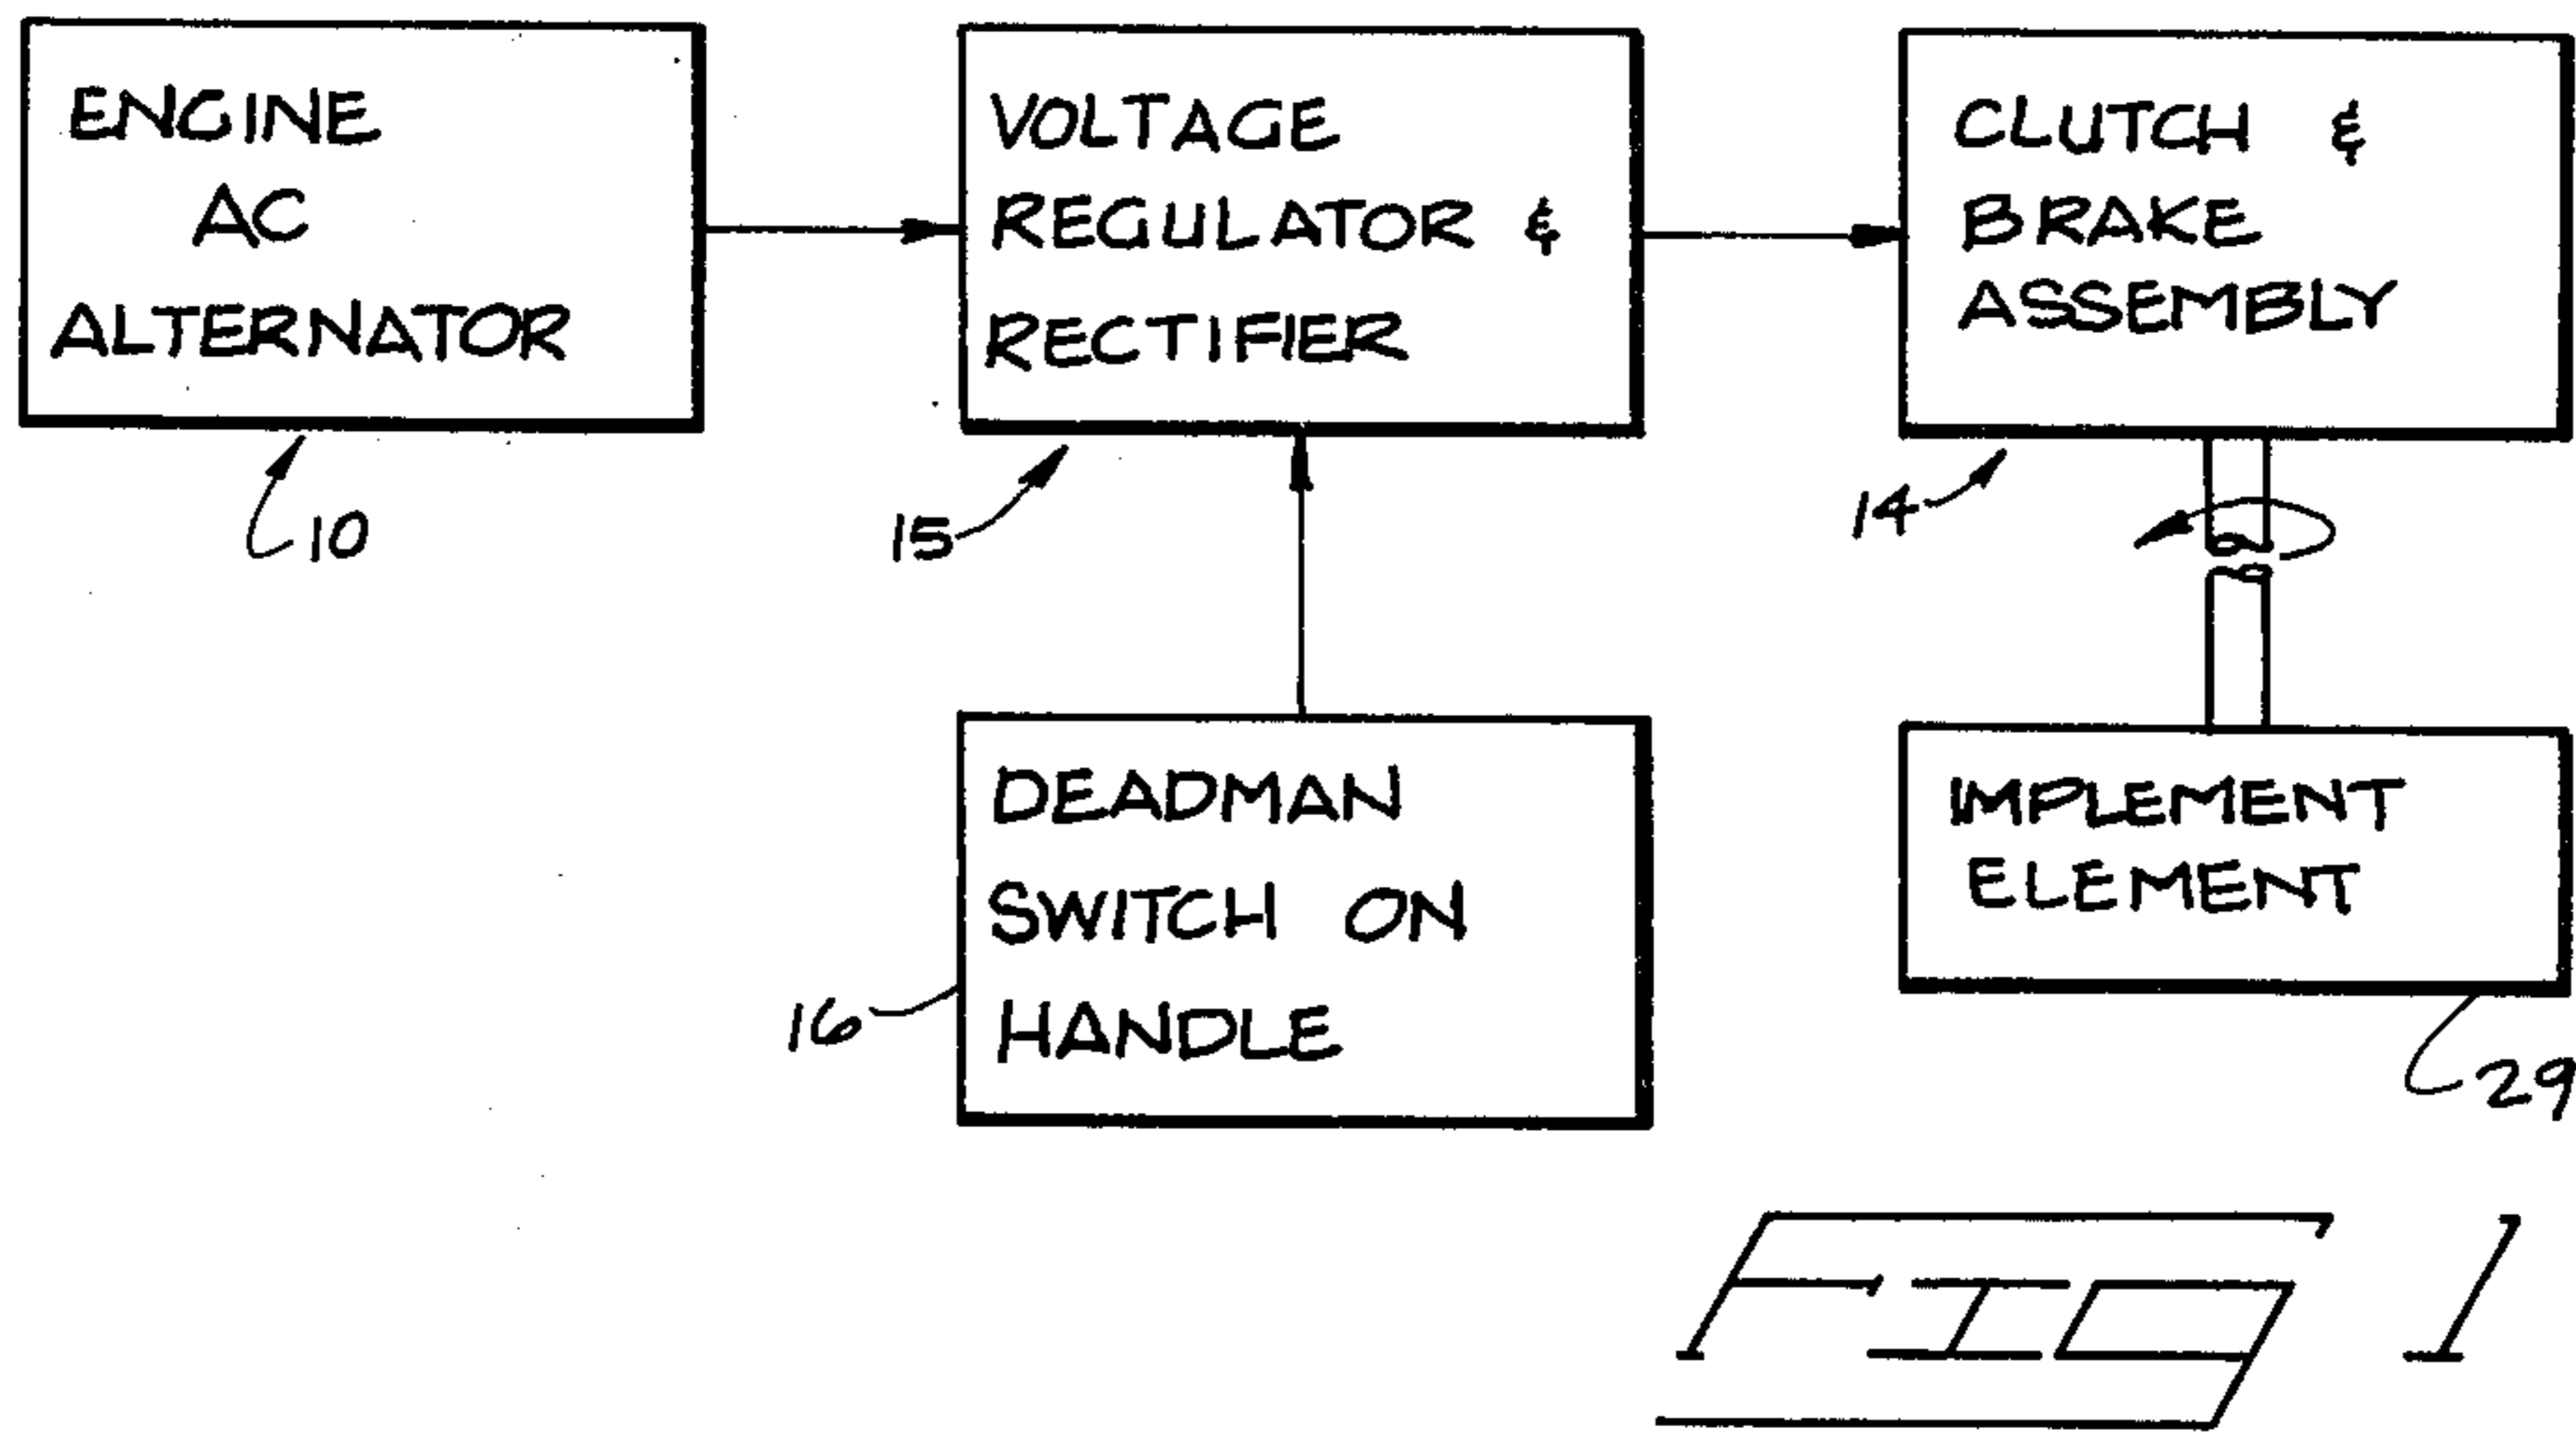 ENGINE
AC
ALTERNATOR
10
VOLTAGE
REGULATOR &
RECTIFIER
15
CLUTCH &
BRAKE
ASSEMBLY
14
DEADMAN
SWITCH ON
HANDLE
16
IMPLEMENT
ELEMENT
29
FIG 1